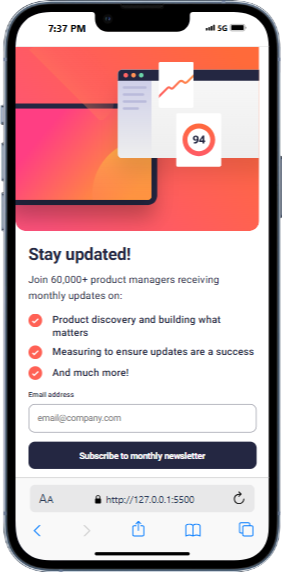 7:37 PM
5G
94
Stay updated!
Join 60,000+ product managers receiving
monthly updates on:
Product discovery and building what
matters
Measuring to ensure updates are a success
And much more!
Email address
email@company.com
Subscribe to monthly newsletter
AA
http://127.0.0.1:5500